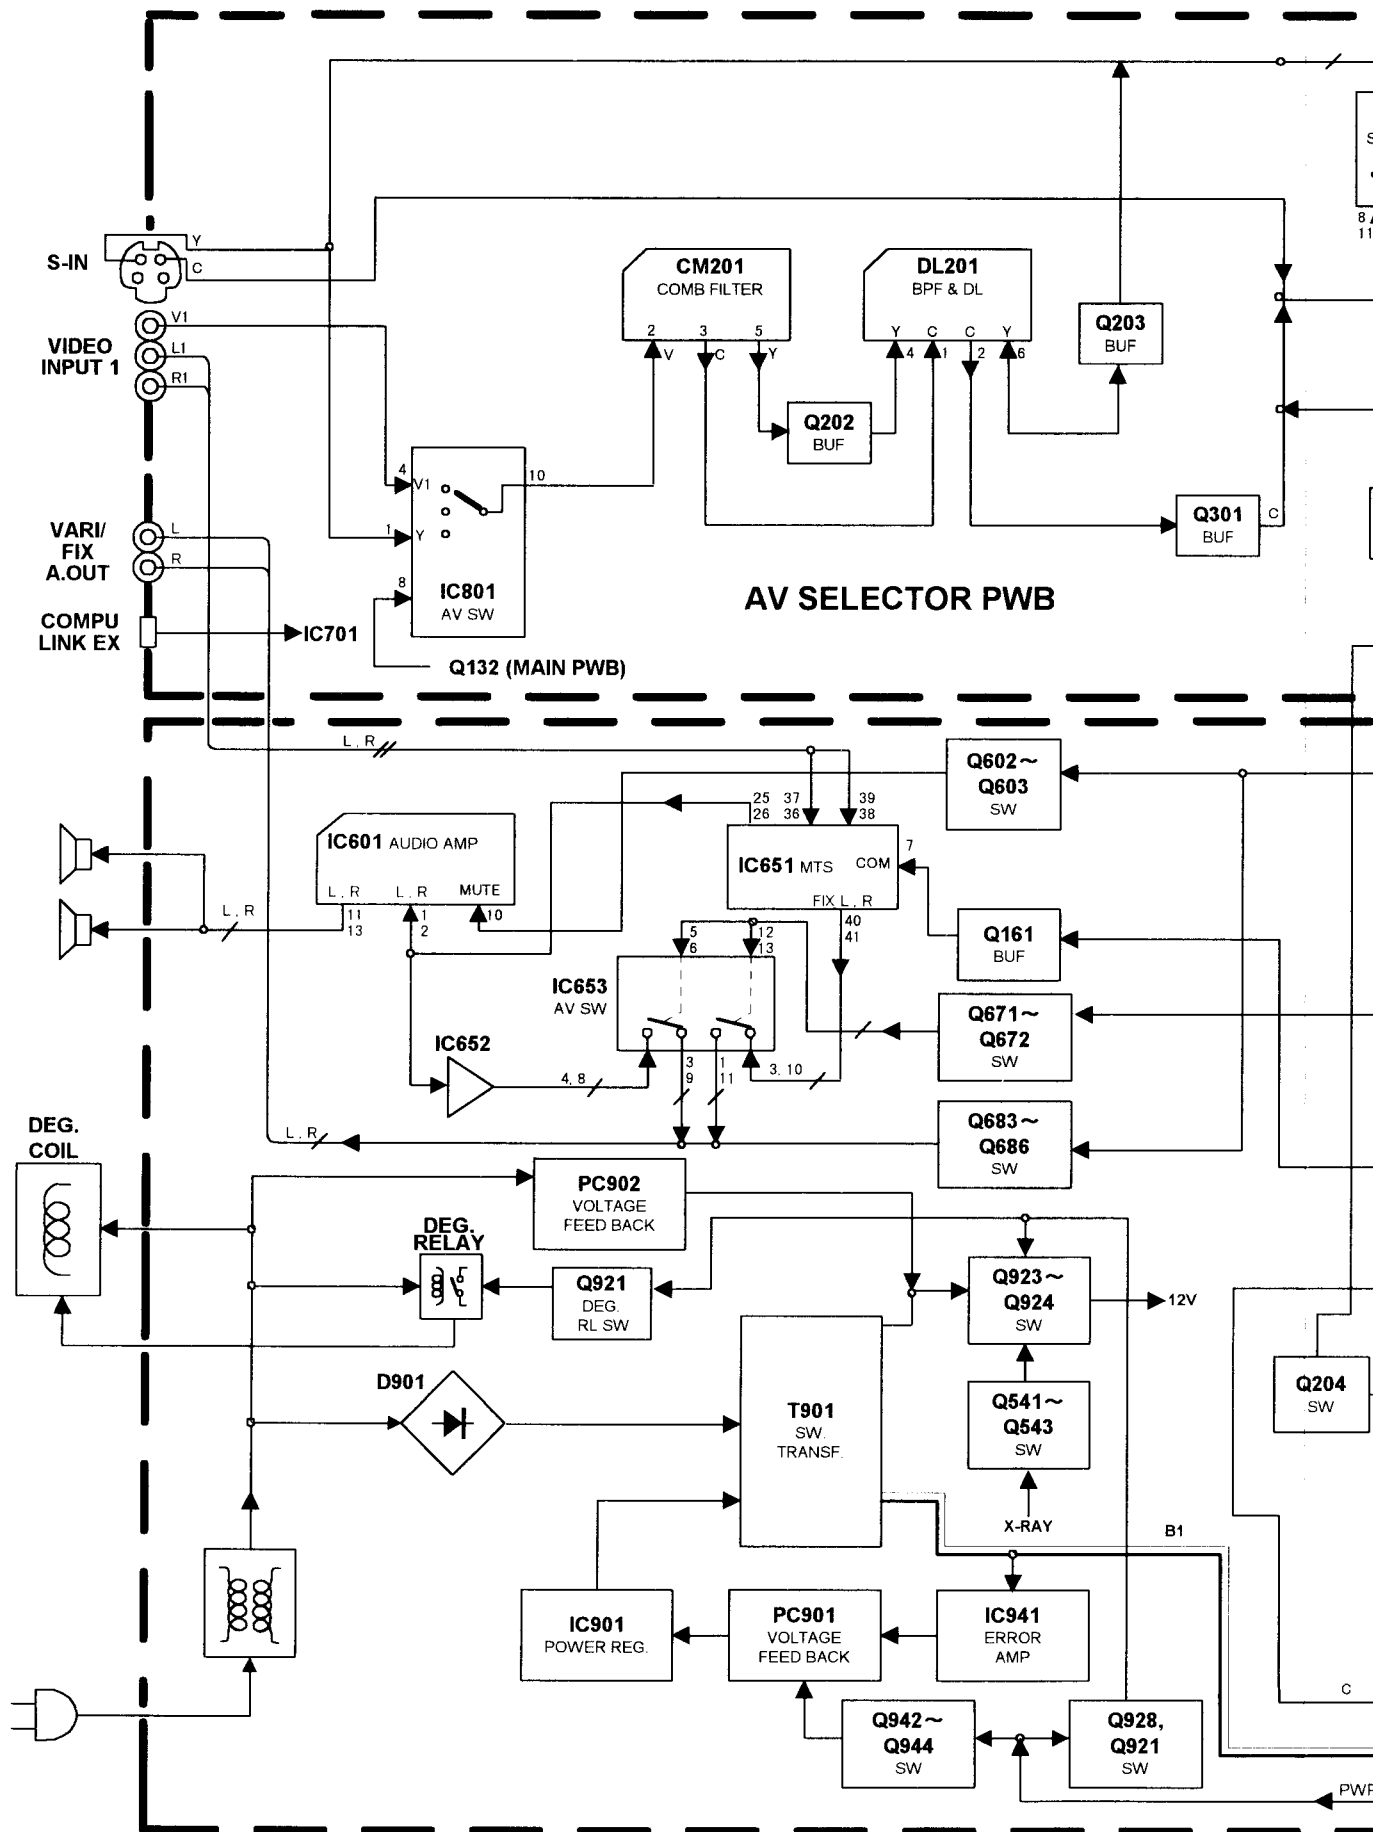 S-IN
Y
C
VIDEO
INPUT 1
V1
L1
R1
VARI/
FIX
A.OUT
L
R
COMPU
LINK EX
IC701
CM201
COMB FILTER
2
3
5
V
C
Y
DL201
BPF & DL
Y C C Y
4
1
2
6
Q203
BUF
Q202
BUF
Q301
BUF
C
4
V1
10
1
Y
8
IC801
AV SW
Q132 (MAIN PWB)
AV SELECTOR PWB
8
11
L , R
Q602～
Q603
SW
25
26
37
36
39
38
IC601 AUDIO AMP
L , R
L , R
MUTE
11
13
1
2
10
L , R
IC651 MTS
COM
7
FIX L , R
40
41
Q161
BUF
5
6
12
13
IC653
AV SW
Q671～
Q672
SW
IC652
4, 8
3
9
1
11
3, 10
Q683～
Q686
SW
L , R
DEG.
COIL
PC902
VOLTAGE
FEED BACK
DEG.
RELAY
Q921
DEG.
RL SW
Q923～
Q924
SW
12V
D901
T901
SW.
TRANSF.
Q541～
Q543
SW
X-RAY
Q204
SW
B1
IC901
POWER REG.
PC901
VOLTAGE
FEED BACK
IC941
ERROR
AMP
C
Q942～
Q944
SW
Q928,
Q921
SW